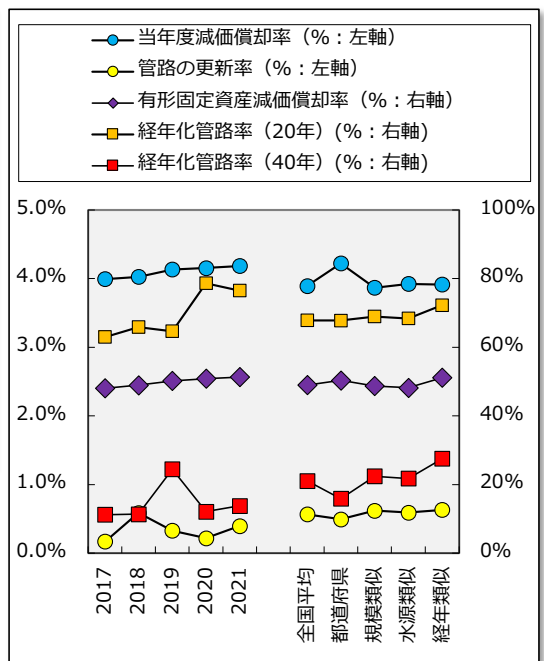 当年度減価償却率（%：左軸）
管路の更新率（%：左軸）
有形固定資産減価償却率（%：右軸）
経年化管路率（20年）(%：右軸)
経年化管路率（40年）(%：右軸)
5.0%
4.0%
3.0%
2.0%
1.0%
0.0%
100%
80%
60%
40%
20%
0%
2017
2018
2019
2020
2021
全国平均
都道府県
規模類似
水源類似
経年類似